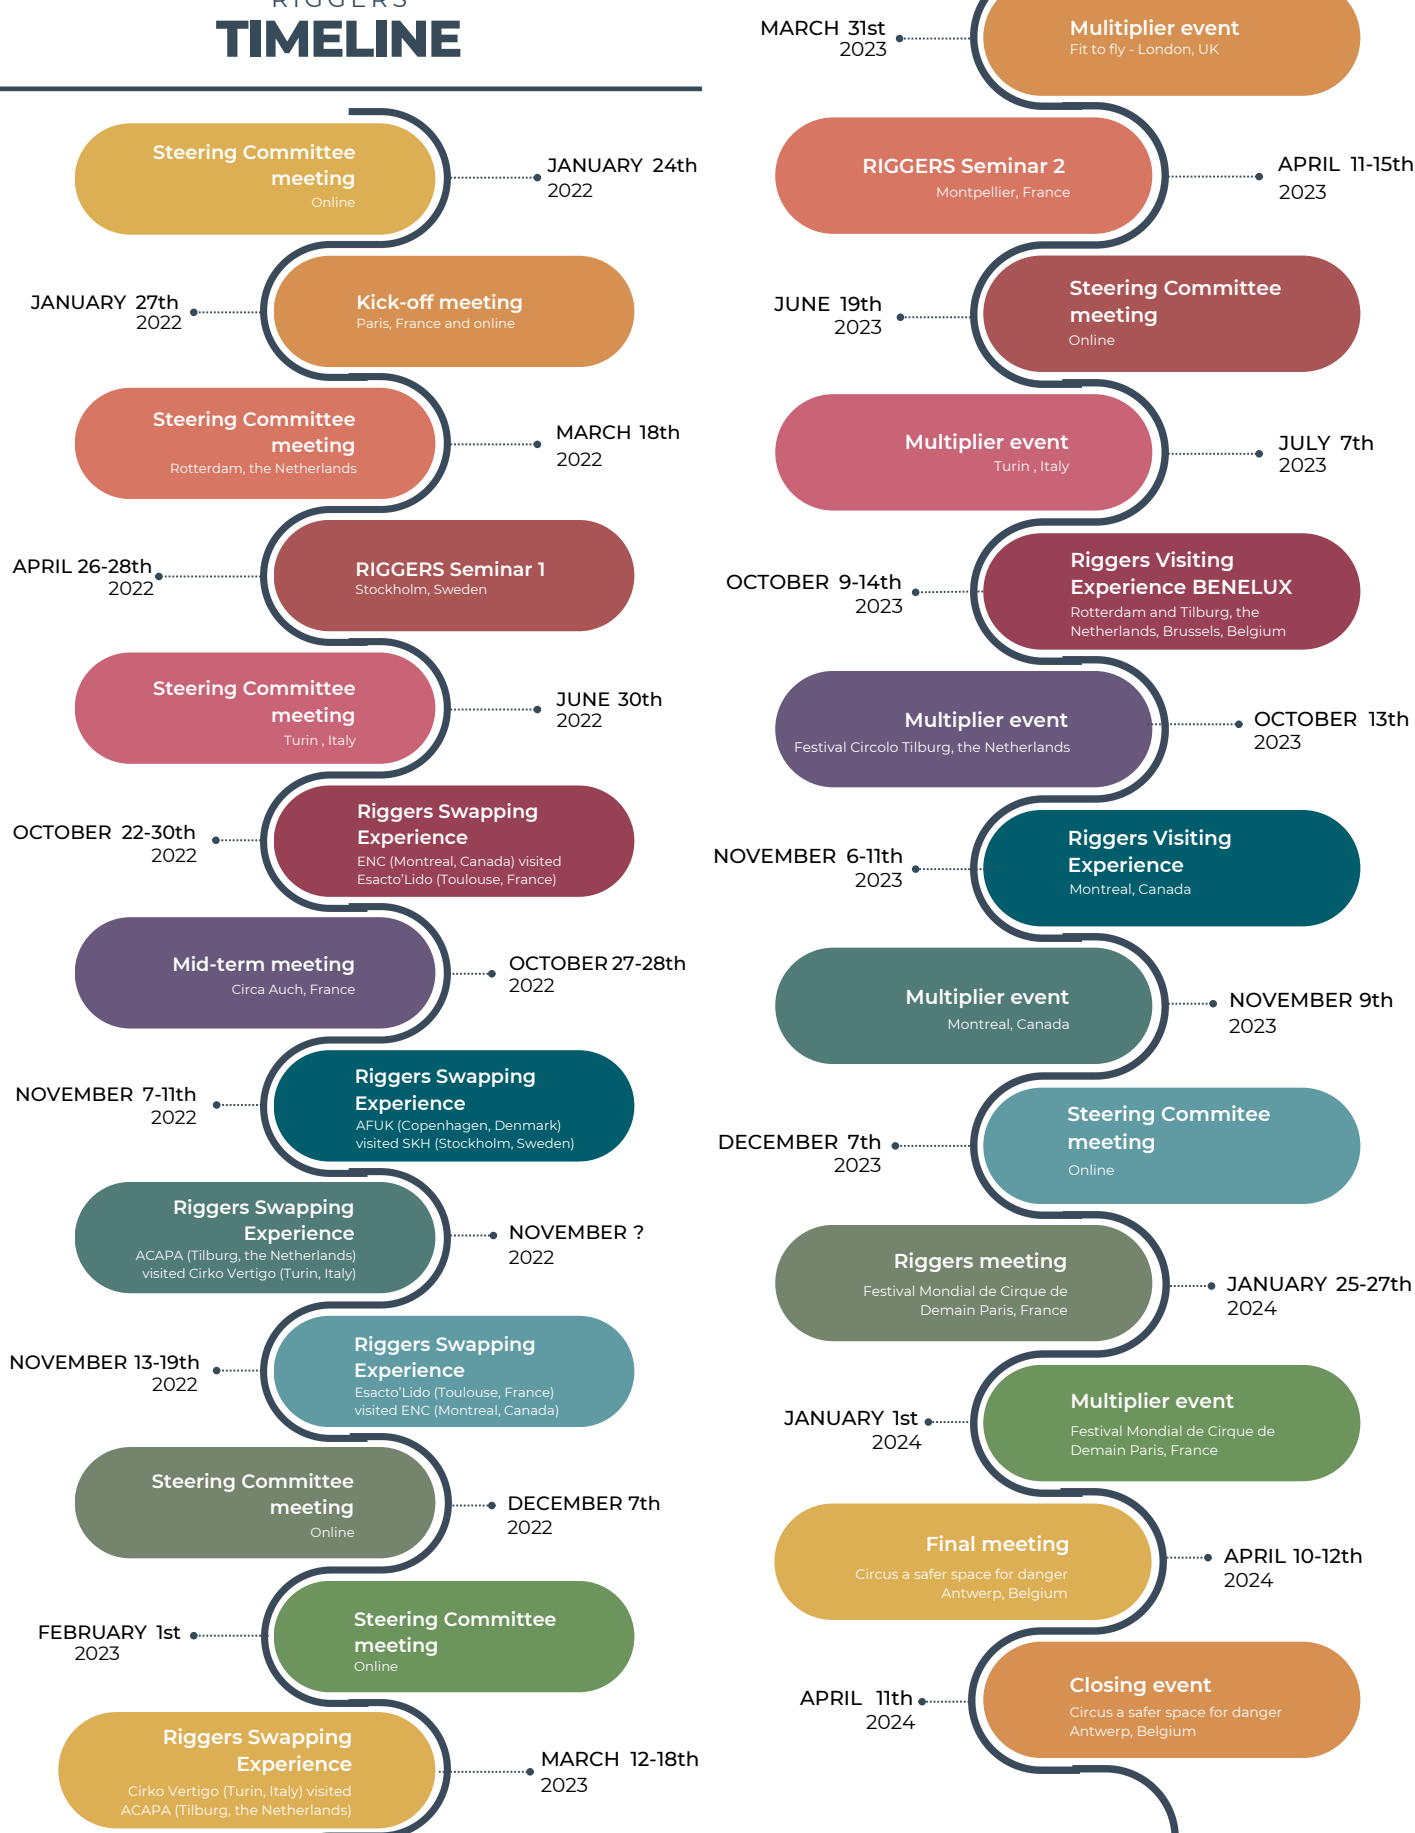 RIGGERS
TIMELINE
Steering Committee
meeting
Online
JANUARY 24th
2022
JANUARY 27th
2022
Kick-off meeting
Paris, France and online
Steering Committee
meeting
Rotterdam, the Netherlands
MARCH 18th
2022
APRIL 26-28th
2022
RIGGERS Seminar 1
Stockholm, Sweden
Steering Committee
meeting
Turin , Italy
JUNE 30th
2022
OCTOBER 22-30th
2022
Riggers Swapping
Experience
ENC (Montreal, Canada) visited
Esacto'Lido (Toulouse, France)
Mid-term meeting
Circa Auch, France
OCTOBER 27-28th
2022
NOVEMBER 7-11th
2022
Riggers Swapping
Experience
AFUK (Copenhagen, Denmark)
visited SKH (Stockholm, Sweden)
Riggers Swapping
Experience
ACAPA (Tilburg, the Netherlands)
visited Cirko Vertigo (Turin, Italy)
NOVEMBER ?
2022
NOVEMBER 13-19th
2022
Riggers Swapping
Experience
Esacto'Lido (Toulouse, France)
visited ENC (Montreal, Canada)
Steering Committee
meeting
Online
DECEMBER 7th
2022
FEBRUARY 1st
2023
Steering Committee
meeting
Online
Riggers Swapping
Experience
Cirko Vertigo (Turin, Italy) visited
ACAPA (Tilburg, the Netherlands)
MARCH 12-18th
2023
MARCH 31st
2023
Mulitiplier event
Fit to fly - London, UK
RIGGERS Seminar 2
Montpellier, France
APRIL 11-15th
2023
JUNE 19th
2023
Steering Committee
meeting
Online
Multiplier event
Turin , Italy
JULY 7th
2023
OCTOBER 9-14th
2023
Riggers Visiting
Experience BENELUX
Rotterdam and Tilburg, the
Netherlands, Brussels, Belgium
Multiplier event
Festival Circolo Tilburg, the Netherlands
OCTOBER 13th
2023
NOVEMBER 6-11th
2023
Riggers Visiting
Experience
Montreal, Canada
Multiplier event
Montreal, Canada
NOVEMBER 9th
2023
DECEMBER 7th
2023
Steering Commitee
meeting
Online
Riggers meeting
Festival Mondial de Cirque de
Demain Paris, France
JANUARY 25-27th
2024
JANUARY 1st
2024
Multiplier event
Festival Mondial de Cirque de
Demain Paris, France
Final meeting
Circus a safer space for danger
Antwerp, Belgium
APRIL 10-12th
2024
APRIL 11th
2024
Closing event
Circus a safer space for danger
Antwerp, Belgium